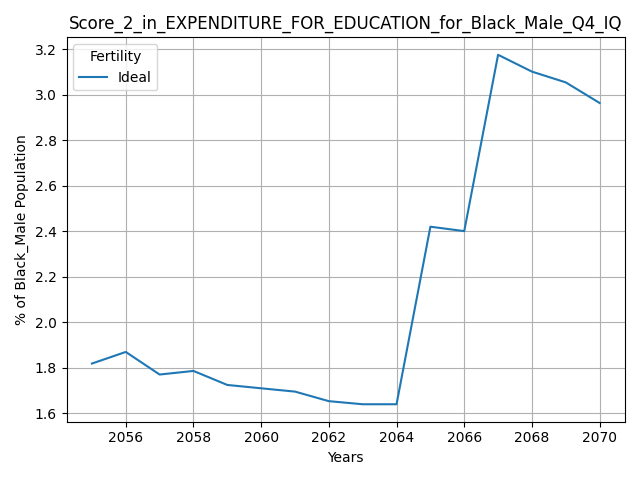 Score_2_in_EXPENDITURE_FOR_EDUCATION_for_Black_Male_Q4_IQ
Fertility
Ideal
3.2
3.0
2.8
2.6
2.4
2.2
2.0
1.8
1.6
% of Black_Male Population
2056 2058 2060 2062 2064 2066 2068 2070
Years